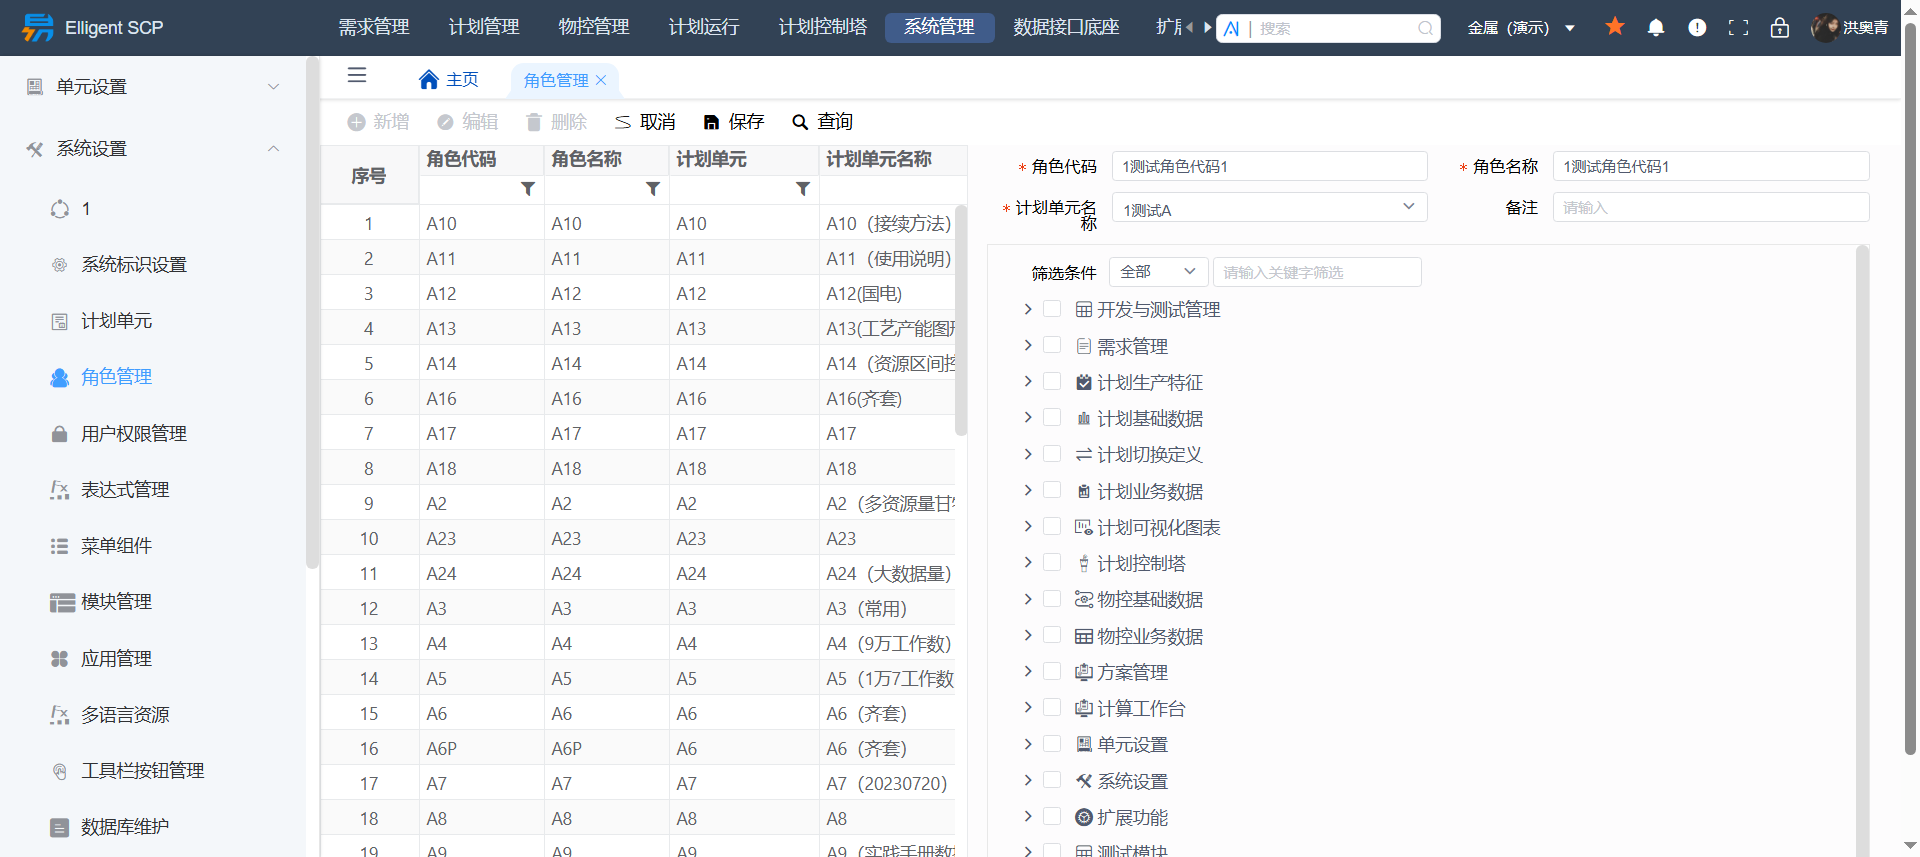 Elligent SCP
需求管理 计划管理 物控管理 计划运行 计划控制塔 系统管理 数据接口底座
AI | 搜索
金属 (演示)
洪奥青
单元设置
系统设置
1
系统标识设置
计划单元
角色管理
用户权限管理
表达式管理
菜单组件
模块管理
应用管理
多语言资源
工具栏按钮管理
数据库维护
主页 角色管理
新增 编辑 删除 取消 保存 查询
序号 角色代码 角色名称 计划单元 计划单元名称
1 A10 A10 A10 A10（接续方法）
2 A11 A11 A11 A11（使用说明）
3 A12 A12 A12 A12(国电)
4 A13 A13 A13 A13(工艺产能图形
5 A14 A14 A14 A14（资源区间控
6 A16 A16 A16 A16(齐套)
7 A17 A17 A17 A17
8 A18 A18 A18 A18
9 A2 A2 A2 A2（多资源量甘特
10 A23 A23 A23 A23
11 A24 A24 A24 A24（大数据量）
12 A3 A3 A3 A3（常用）
13 A4 A4 A4 A4（9万工作数）
14 A5 A5 A5 A5（1万7工作数
15 A6 A6 A6 A6（齐套）
16 A6P A6P A6 A6（齐套）
17 A7 A7 A7 A7（20230720）
18 A8 A8 A8 A8
19 A9 A9 A9 A9（实践手册数据
* 角色代码 1测试角色代码1 * 角色名称 1测试角色代码1
* 计划单元名称 1测试A 备注 请输入
筛选条件 全部 请输入关键字筛选
开发与测试管理
需求管理
计划生产特征
计划基础数据
计划切换定义
计划业务数据
计划可视化图表
计划控制塔
物控基础数据
物控业务数据
方案管理
计算工作台
单元设置
系统设置
扩展功能
测试模块